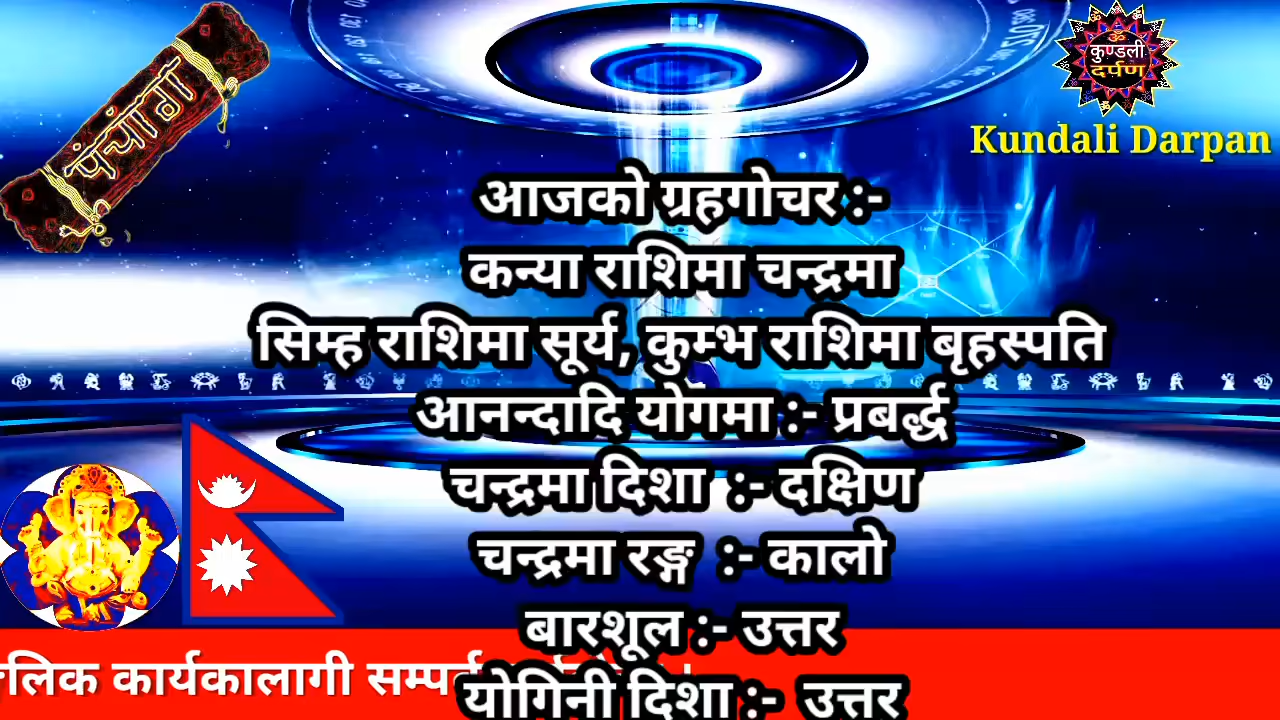 पंचांग
ॐ
कुण्डली
दर्पण
Kundali Darpan
आजको ग्रहगोचर :-
कन्या राशिमा चन्द्रमा
सिम्ह राशिमा सूर्य, कुम्भ राशिमा बृहस्पति
आनन्दादि योगमा :- प्रबर्द्ध
चन्द्रमा दिशा :- दक्षिण
चन्द्रमा रङ्ग :- कालो
बारशूल :- उत्तर
कार्यकालागी
योगिनी दिशा :- उत्तर